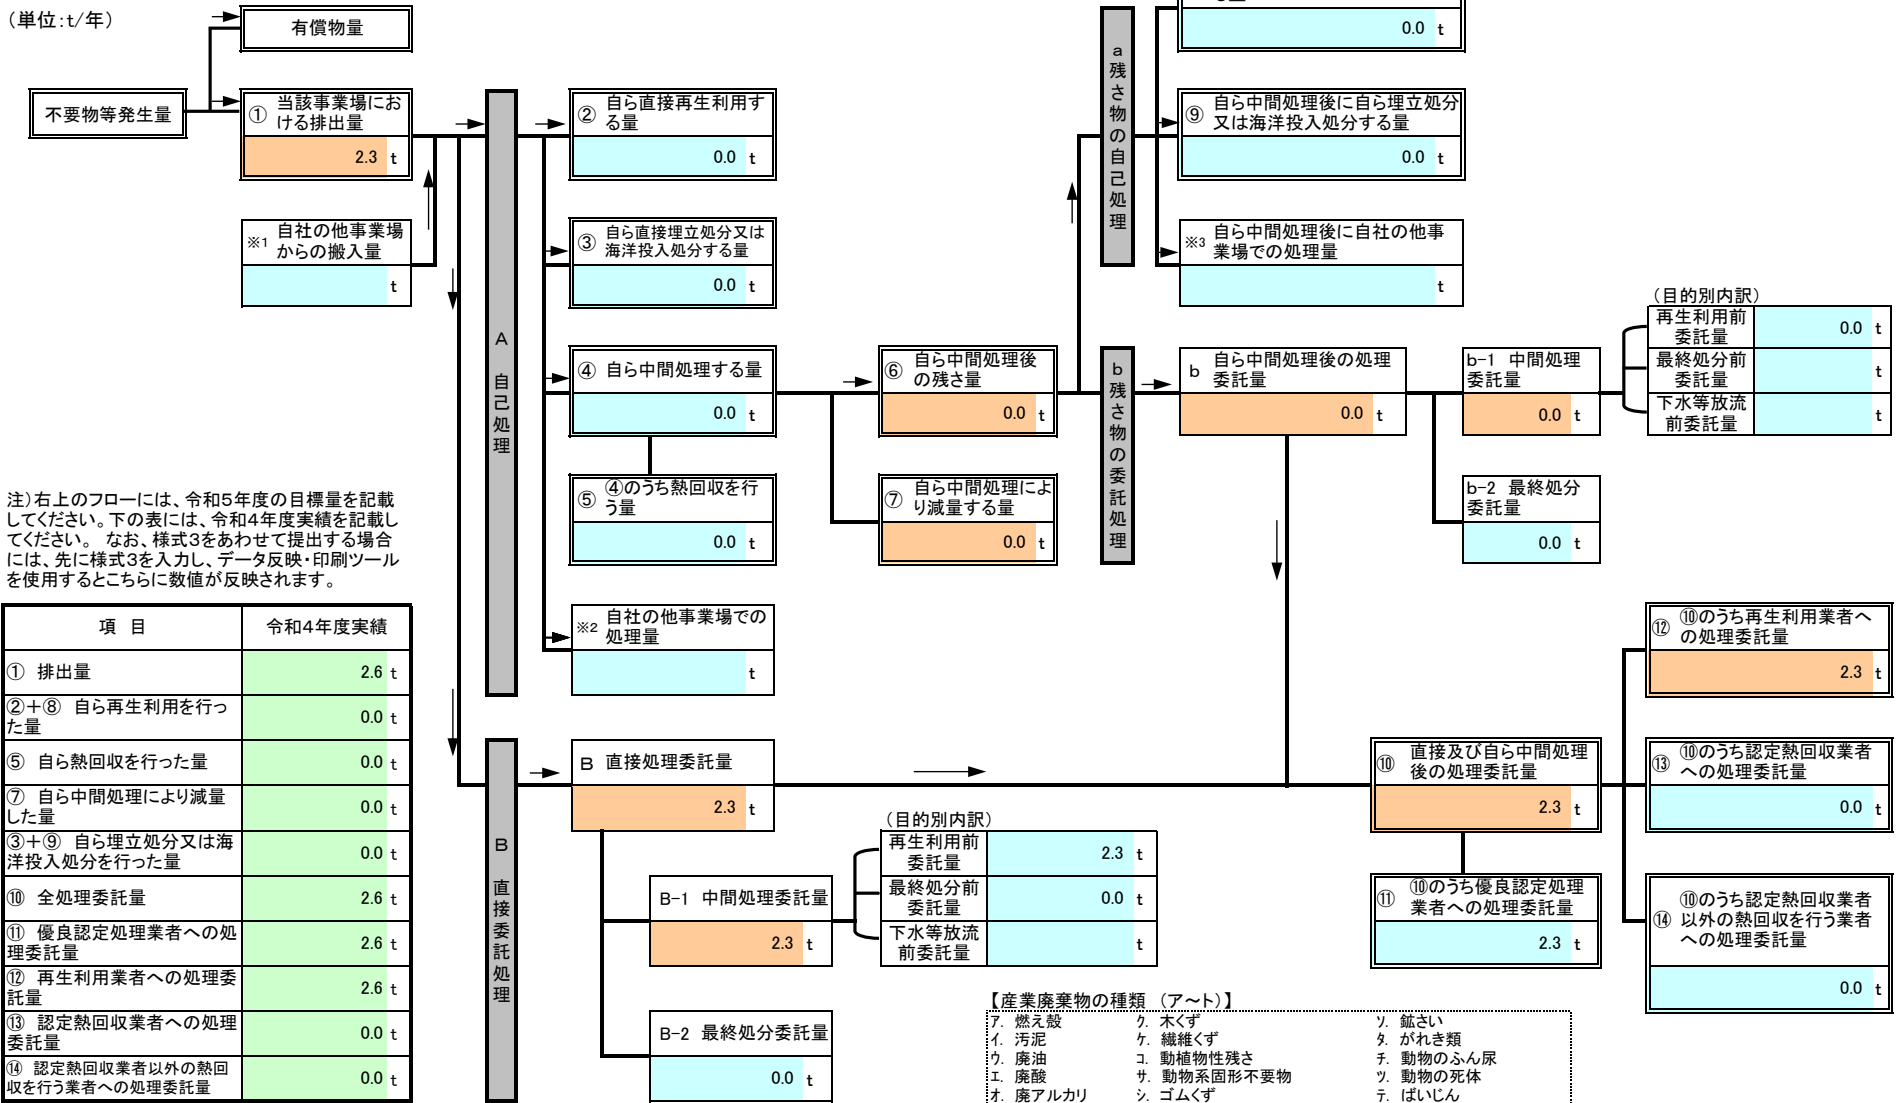 （単位:t/年）
有償物量
0.0 t
不要物等発生量
① 当該事業場にお
ける排出量
2.3 t
② 自ら直接再生利用す
る量
0.0 t
a 残さ物の自己処理
⑨ 自ら中間処理後に自ら埋立処分
又は海洋投入処分する量
0.0 t
※1 自社の他事業場
からの搬入量
t
③ 自ら直接埋立処分又は
海洋投入処分する量
0.0 t
※3 自ら中間処理後に自社の他事
業場での処理量
t
A 自己処理
④ 自ら中間処理する量
0.0 t
⑥ 自ら中間処理後
の残さ量
0.0 t
b 残さ物の委託処理
b 自ら中間処理後の処理
委託量
0.0 t
b-1 中間処理
委託量
0.0 t
（目的別内訳）
再生利用前
委託量
0.0 t
最終処分前
委託量
t
下水等放流
前委託量
t
⑤ ④のうち熱回収を行
う量
0.0 t
⑦ 自ら中間処理によ
り減量する量
0.0 t
b-2 最終処分
委託量
0.0 t
注）右上のフローには、令和５年度の目標量を記載
してください。下の表には、令和４年度実績を記載し
てください。 なお、様式３をあわせて提出する場合
には、先に様式３を入力し、データ反映・印刷ツール
を使用するとこちらに数値が反映されます。
項 目 令和４年度実績
① 排出量 2.6 t
②＋⑧ 自ら再生利用を行っ
た量
0.0 t
⑤ 自ら熱回収を行った量 0.0 t
⑦ 自ら中間処理により減量
した量
0.0 t
③＋⑨ 自ら埋立処分又は海
洋投入処分を行った量
0.0 t
⑩ 全処理委託量 2.6 t
⑪ 優良認定処理業者への処
理委託量
2.6 t
⑫ 再生利用業者への処理委
託量
2.6 t
⑬ 認定熱回収業者への処理
委託量
0.0 t
⑭ 認定熱回収業者以外の熱回
収を行う業者への処理委託量
0.0 t
※2 自社の他事業場での
処理量
t
B 直接委託処理
B 直接処理委託量
2.3 t
B-1 中間処理委託量
2.3 t
（目的別内訳）
再生利用前
委託量
2.3 t
最終処分前
委託量
0.0 t
下水等放流
前委託量
t
B-2 最終処分委託量
0.0 t
⑩ 直接及び自ら中間処理
後の処理委託量
2.3 t
⑪ ⑩のうち優良認定処理
業者への処理委託量
2.3 t
⑫ ⑩のうち再生利用業者へ
の処理委託量
2.3 t
⑬ ⑩のうち認定熱回収業者
への処理委託量
0.0 t
⑭ ⑩のうち認定熱回収業者
以外の熱回収を行う業者
への処理委託量
0.0 t
【産業廃棄物の種類 （ア～ト）】
ア. 燃え殻 ク. 木くず ソ. 鉱さい
イ. 汚泥 ケ. 繊維くず タ. がれき類
ウ. 廃油 コ. 動植物性残さ チ. 動物のふん尿
エ. 廃酸 サ. 動物系固形不要物 ツ. 動物の死体
オ. 廃アルカリ シ. ゴムくず テ. ばいじん